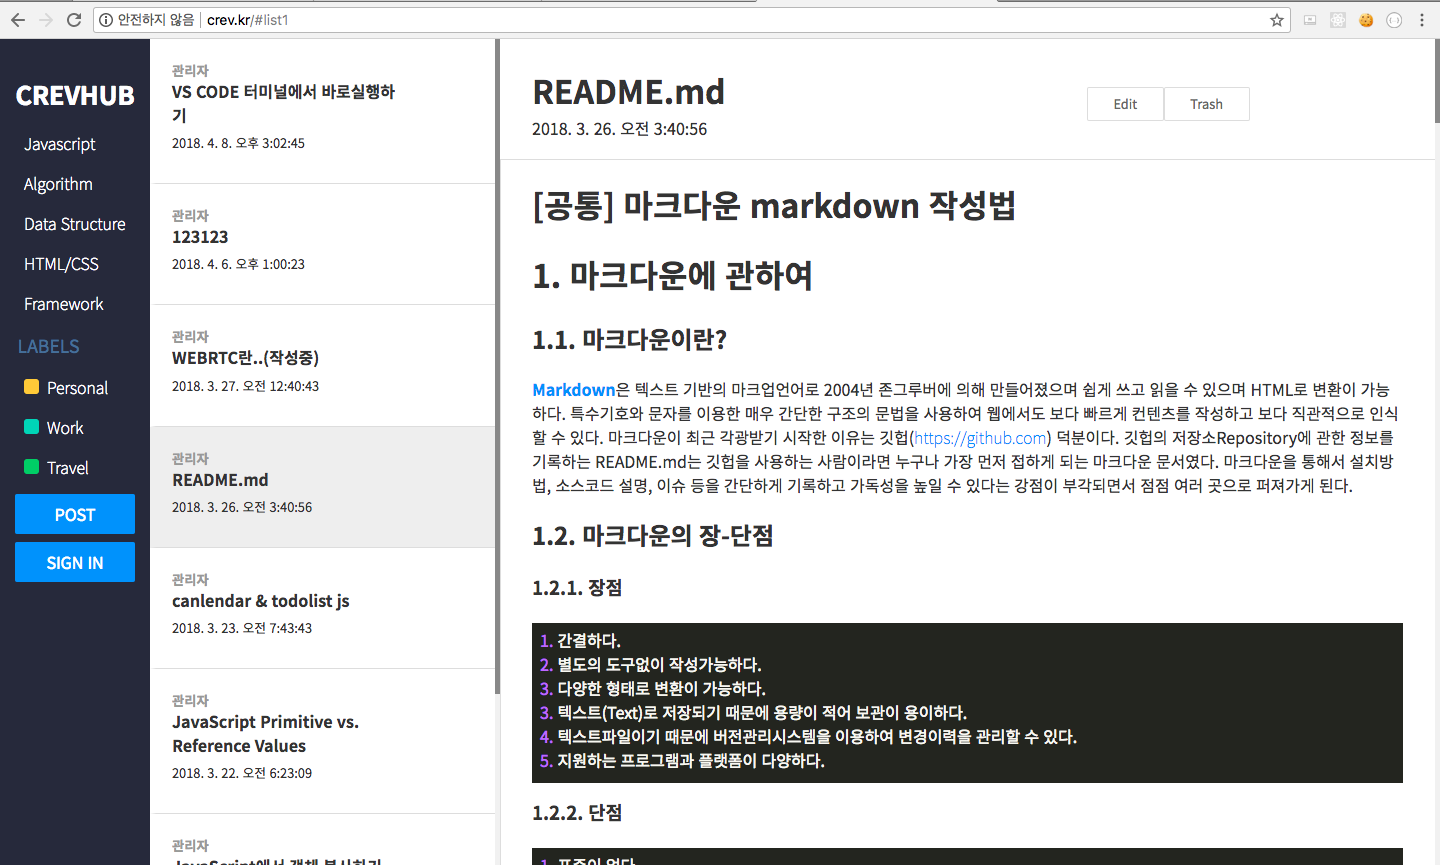 안전하지 않음 crev.kr/#list1
CREVHUB
Javascript
Algorithm
Data Structure
HTML/CSS
Framework
LABELS
Personal
Work
Travel
POST
SIGN IN
관리자
VS CODE 터미널에서 바로실행하
기
2018. 4. 8. 오후 3:02:45
관리자
123123
2018. 4. 6. 오후 1:00:23
관리자
WEBRTC란..(작성중)
2018. 3. 27. 오전 12:40:43
관리자
README.md
2018. 3. 26. 오전 3:40:56
관리자
canlendar & todolist js
2018. 3. 23. 오전 7:43:43
관리자
JavaScript Primitive vs.
Reference Values
2018. 3. 22. 오전 6:23:09
관리자
JavaScript에서 객체 복사하기
README.md
2018. 3. 26. 오전 3:40:56
Edit
Trash
[공통] 마크다운 markdown 작성법
1. 마크다운에 관하여
1.1. 마크다운이란?
Markdown은 텍스트 기반의 마크업언어로 2004년 존그루버에 의해 만들어졌으며 쉽게 쓰고 읽을 수 있으며 HTML로 변환이 가능
하다. 특수기호와 문자를 이용한 매우 간단한 구조의 문법을 사용하여 웹에서도 보다 빠르게 컨텐츠를 작성하고 보다 직관적으로 인식
할 수 있다. 마크다운이 최근 각광받기 시작한 이유는 깃헙(https://github.com) 덕분이다. 깃헙의 저장소Repository에 관한 정보를
기록하는 README.md는 깃헙을 사용하는 사람이라면 누구나 가장 먼저 접하게 되는 마크다운 문서였다. 마크다운을 통해서 설치방
법, 소스코드 설명, 이슈 등을 간단하게 기록하고 가독성을 높일 수 있다는 강점이 부각되면서 점점 여러 곳으로 퍼져가게 된다.
1.2. 마크다운의 장-단점
1.2.1. 장점
1. 간결하다.
2. 별도의 도구없이 작성가능하다.
3. 다양한 형태로 변환이 가능하다.
3. 텍스트(Text)로 저장되기 때문에 용량이 적어 보관이 용이하다.
4. 텍스트파일이기 때문에 버전관리시스템을 이용하여 변경이력을 관리할 수 있다.
5. 지원하는 프로그램과 플랫폼이 다양하다.
1.2.2. 단점
1. 표준이 없다.